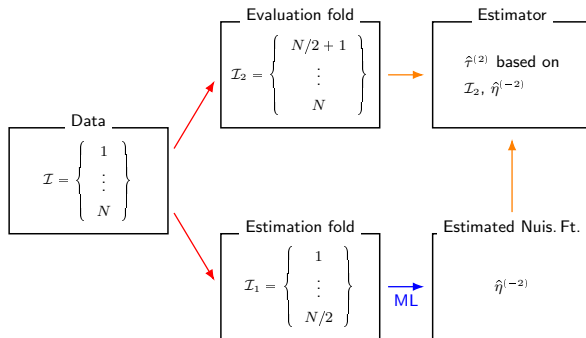 Evaluation fold
I₂ = { N/2 + 1
⋮
N }
Estimator
τ̂⁽²⁾ based on
I₂, η̂⁽⁻²⁾
Data
I = { 1
⋮
N }
Estimation fold
I₁ = { 1
⋮
N/2 }
ML
Estimated Nuis. Ft.
η̂⁽⁻²⁾